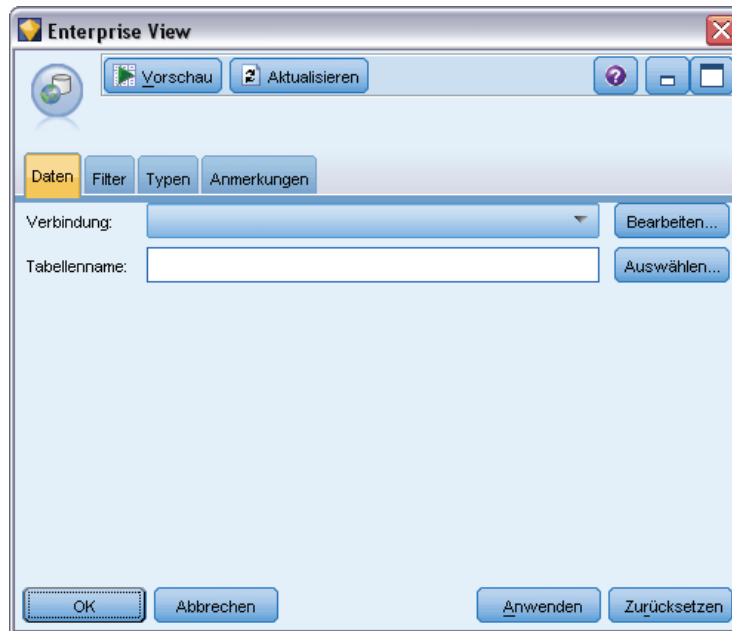 Enterprise View
Vorschau Aktualisieren
Daten Filter Typen Anmerkungen
Verbindung: Bearbeiten...
Tabellenname: Auswählen...
OK Abbrechen Anwenden Zurücksetzen